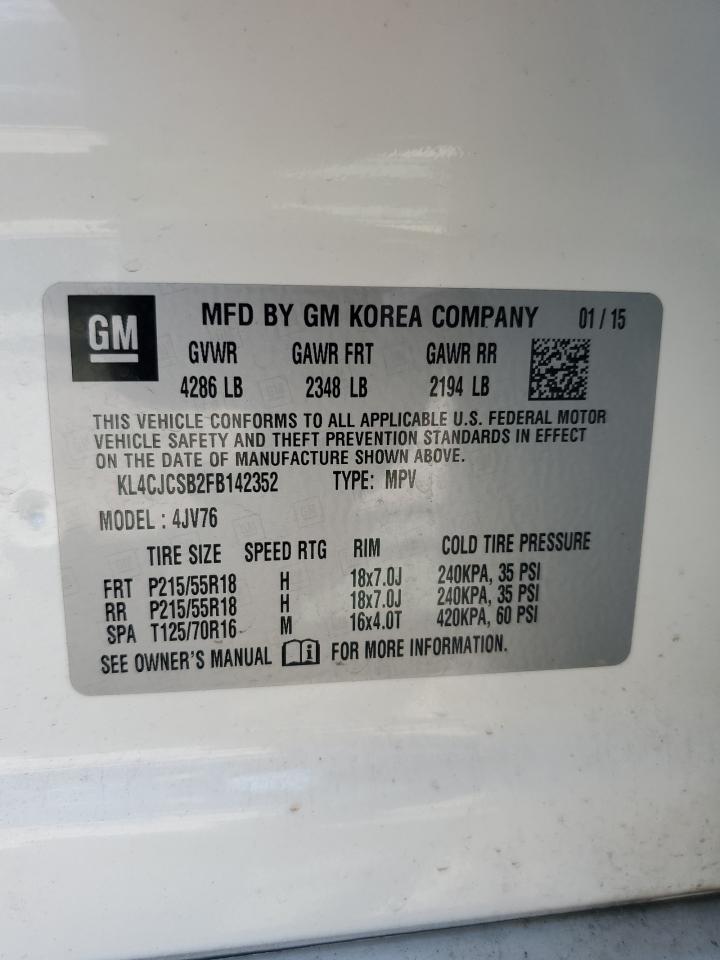 GM MFD BY GM KOREA COMPANY 01 / 15
GVWR GAWR FRT GAWR RR
4286 LB 2348 LB 2194 LB
THIS VEHICLE CONFORMS TO ALL APPLICABLE U.S. FEDERAL MOTOR
VEHICLE SAFETY AND THEFT PREVENTION STANDARDS IN EFFECT
ON THE DATE OF MANUFACTURE SHOWN ABOVE.
KL4CJCSB2FB142352 TYPE: MPV
MODEL : 4JV76
TIRE SIZE SPEED RTG RIM COLD TIRE PRESSURE
FRT P215/55R18 H 18x7.0J 240KPA, 35 PSI
RR P215/55R18 H 18x7.0J 240KPA, 35 PSI
SPA T125/70R16 M 16x4.0T 420KPA, 60 PSI
SEE OWNER'S MANUAL i FOR MORE INFORMATION.